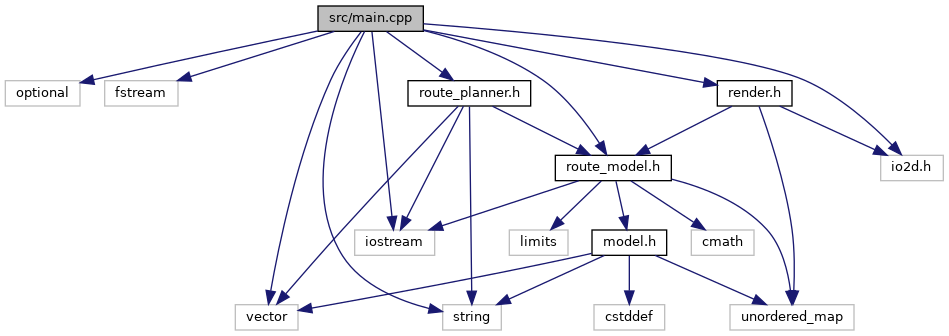 src/main.cpp
optional
fstream
route_planner.h
render.h
route_model.h
io2d.h
iostream
limits
model.h
cmath
vector
string
cstddef
unordered_map